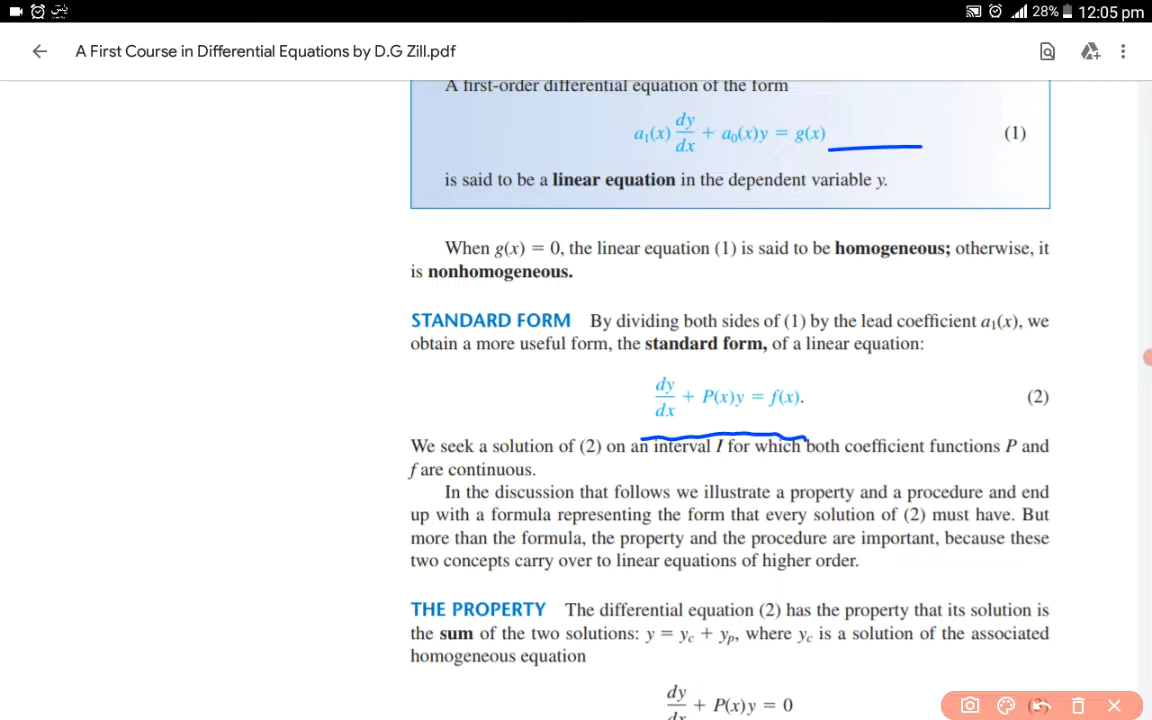 28% 12:05 pm
A First Course in Differential Equations by D.G Zill.pdf
A first-order differential equation of the form
a₁(x) dy/dx + a₀(x)y = g(x) (1)
is said to be a linear equation in the dependent variable y.
When g(x) = 0, the linear equation (1) is said to be homogeneous; otherwise, it
is nonhomogeneous.
STANDARD FORM By dividing both sides of (1) by the lead coefficient a₁(x), we
obtain a more useful form, the standard form, of a linear equation:
dy/dx + P(x)y = f(x). (2)
We seek a solution of (2) on an interval I for which both coefficient functions P and
f are continuous.
In the discussion that follows we illustrate a property and a procedure and end
up with a formula representing the form that every solution of (2) must have. But
more than the formula, the property and the procedure are important, because these
two concepts carry over to linear equations of higher order.
THE PROPERTY The differential equation (2) has the property that its solution is
the sum of the two solutions: y = y꜀ + yₚ, where y꜀ is a solution of the associated
homogeneous equation
dy/dx + P(x)y = 0